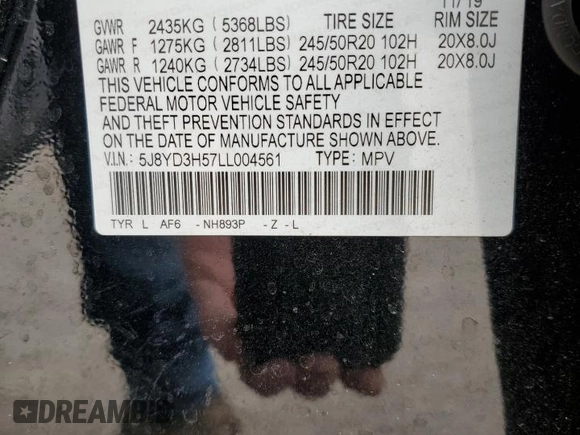 11/19
GVWR 2435KG ( 5368LBS) TIRE SIZE RIM SIZE
GAWR F 1275KG ( 2811LBS) 245/50R20 102H 20X8.0J
GAWR R 1240KG ( 2734LBS) 245/50R20 102H 20X8.0J
THIS VEHICLE CONFORMS TO ALL APPLICABLE
FEDERAL MOTOR VEHICLE SAFETY
AND THEFT PREVENTION STANDARDS IN EFFECT
ON THE DATE OF MANUFACTURE SHOWN ABOVE.
V.I.N.: 5J8YD3H57LL004561 TYPE: MPV
TYR L AF6 - NH893P - Z - L
DREAMBID